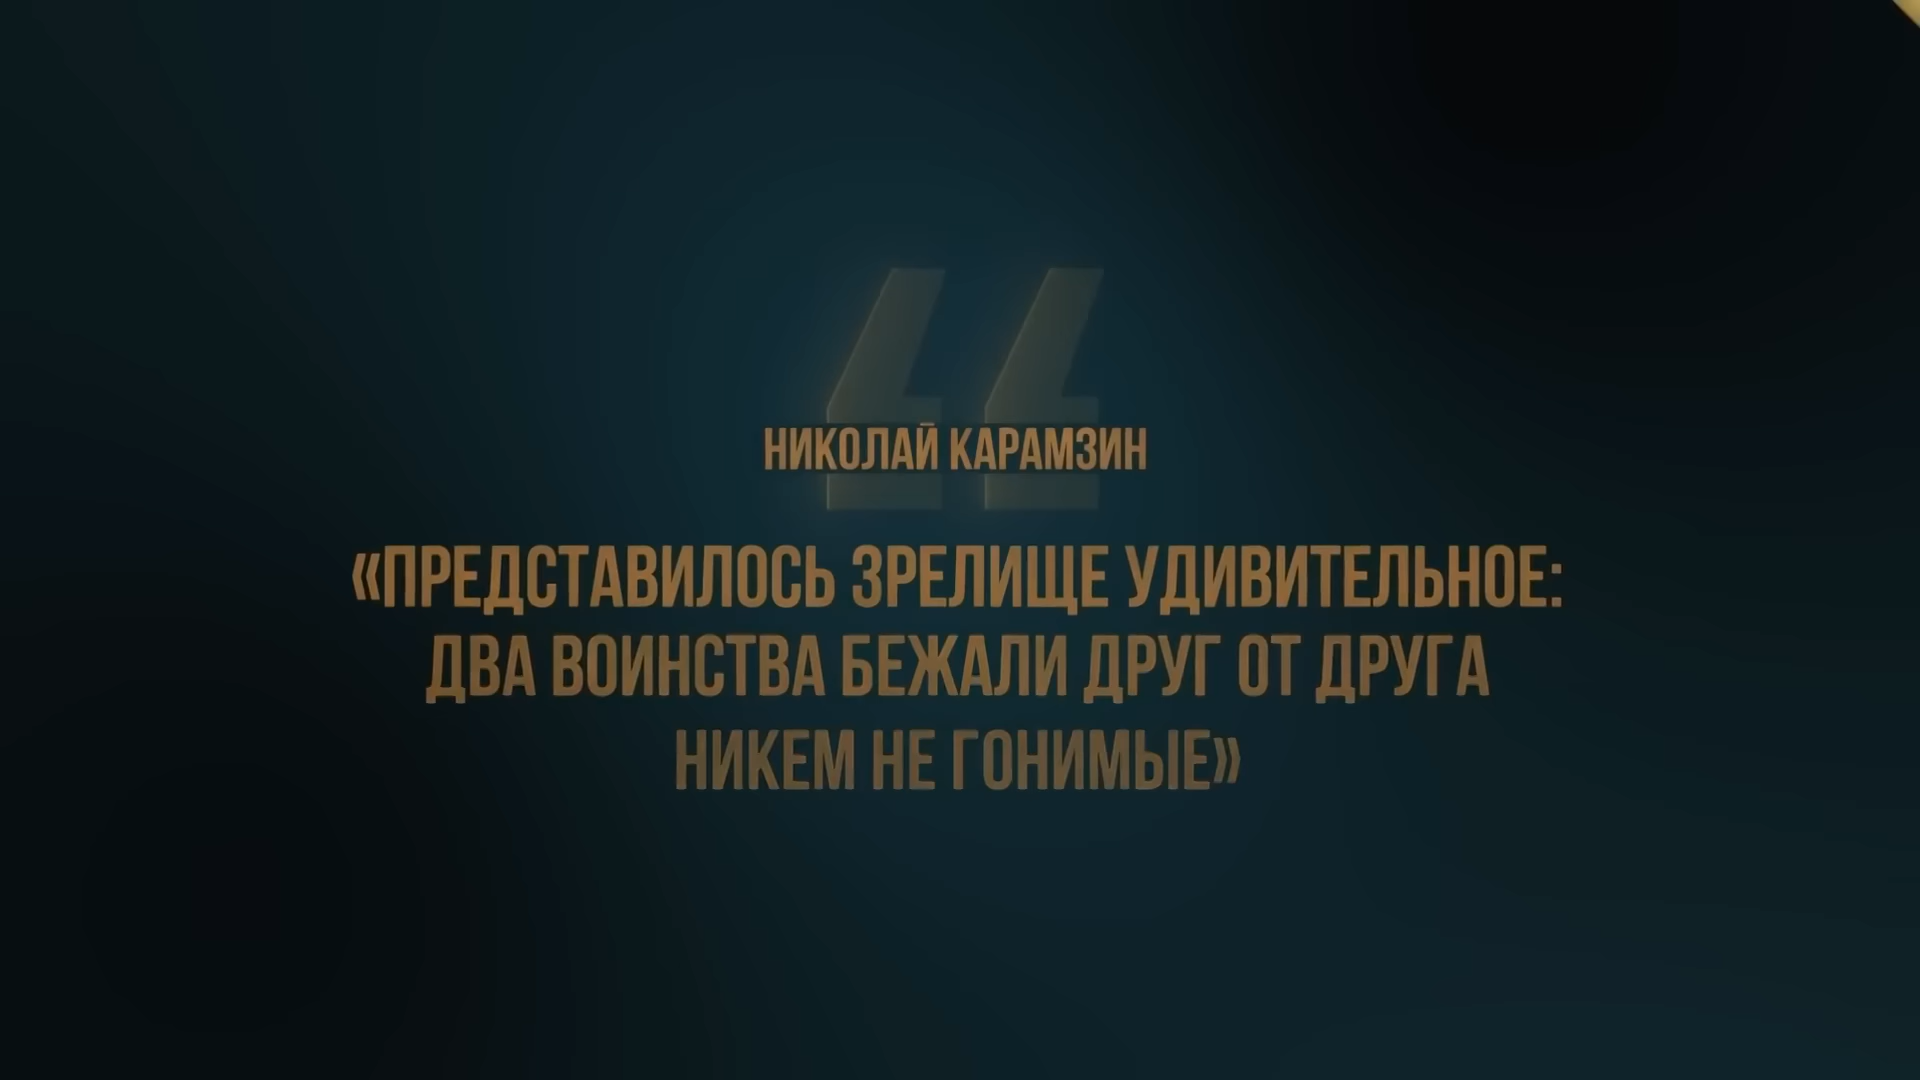 НИКОЛАЙ КАРАМЗИН
«ПРЕДСТАВИЛОСЬ ЗРЕЛИЩЕ УДИВИТЕЛЬНОЕ:
ДВА ВОИНСТВА БЕЖАЛИ ДРУГ ОТ ДРУГА
НИКЕМ НЕ ГОНИМЫЕ»